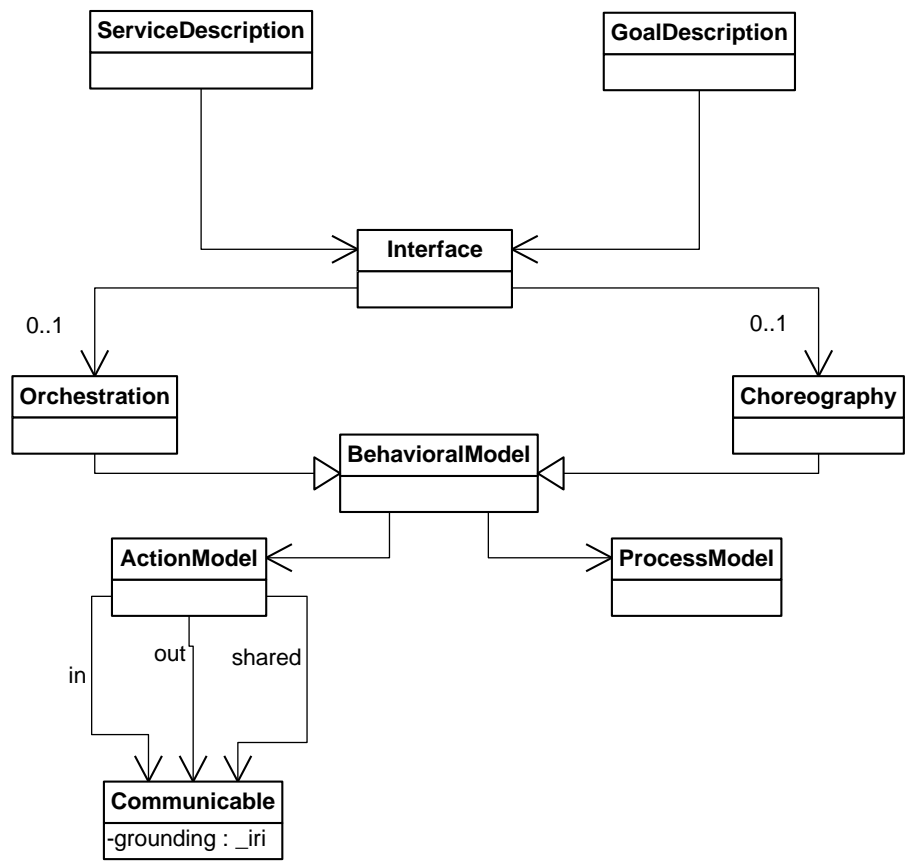 ServiceDescription
GoalDescription
Interface
0..1
0..1
Orchestration
Choreography
BehavioralModel
ActionModel
ProcessModel
in
out
shared
Communicable
-grounding : _iri